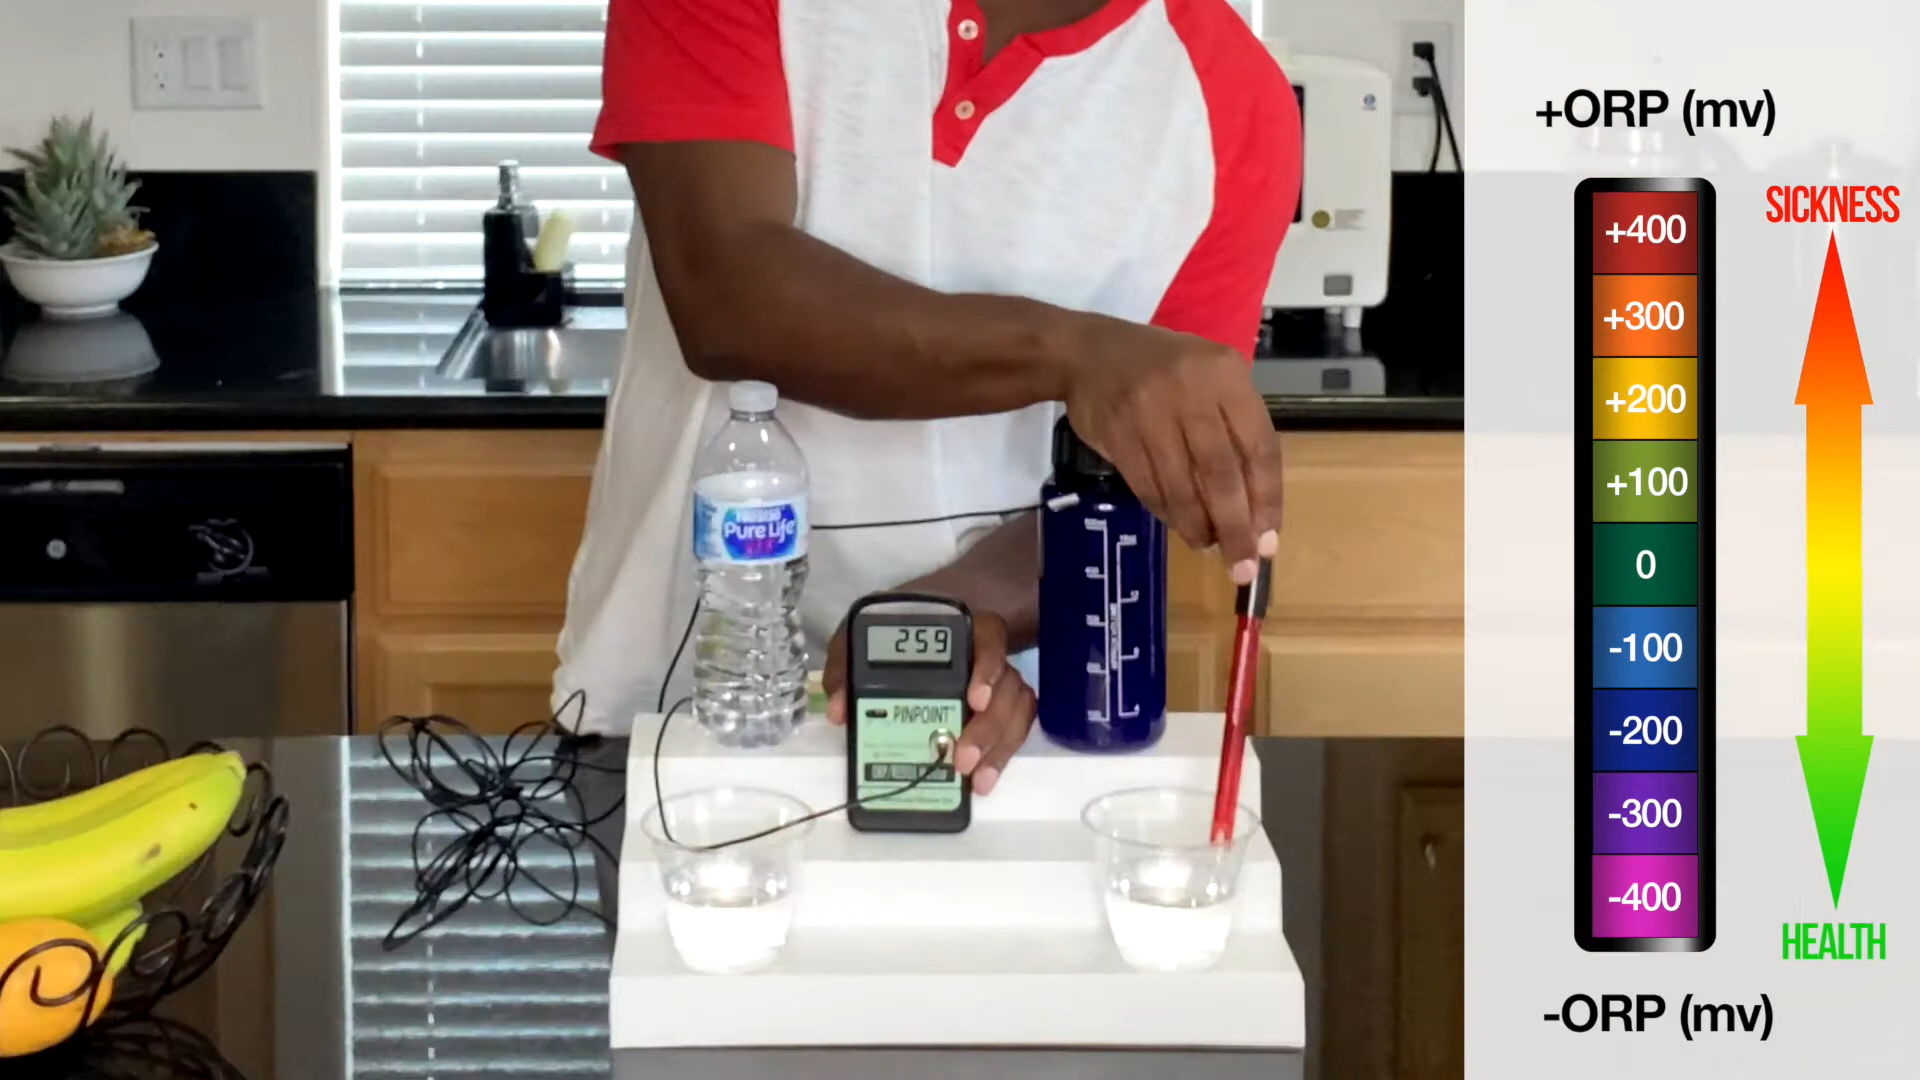 Nestlé
Pure Life
259
PINPOINT
+ORP (mv)
SICKNESS
+400
+300
+200
+100
0
-100
-200
-300
-400
HEALTH
-ORP (mv)